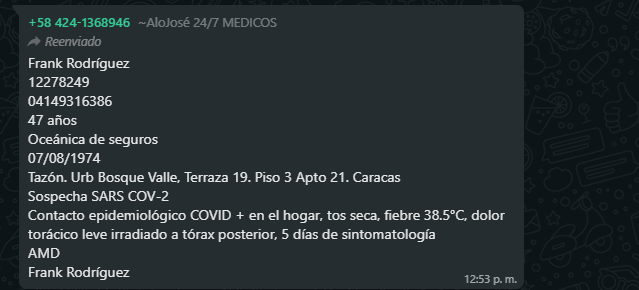 +58 424-1368946 ~AloJosé 24/7 MEDICOS
Reenviado
Frank Rodríguez
12278249
04149316386
47 años
Oceánica de seguros
07/08/1974
Tazón. Urb Bosque Valle, Terraza 19. Piso 3 Apto 21. Caracas
Sospecha SARS COV-2
Contacto epidemiológico COVID + en el hogar, tos seca, fiebre 38.5°C, dolor
torácico leve irradiado a tórax posterior, 5 días de sintomatología
AMD
Frank Rodríguez
12:53 p. m.